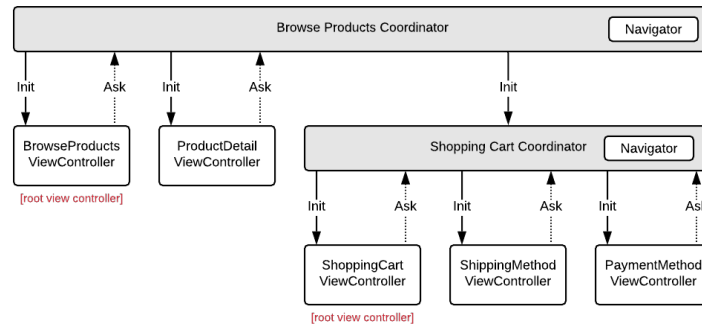 Browse Products Coordinator
Navigator
Init
Ask
Init
Ask
Init
BrowseProducts
ViewController
ProductDetail
ViewController
[root view controller]
Shopping Cart Coordinator
Navigator
Init
Ask
Init
Ask
Init
Ask
ShoppingCart
ViewController
ShippingMethod
ViewController
PaymentMethod
ViewController
[root view controller]